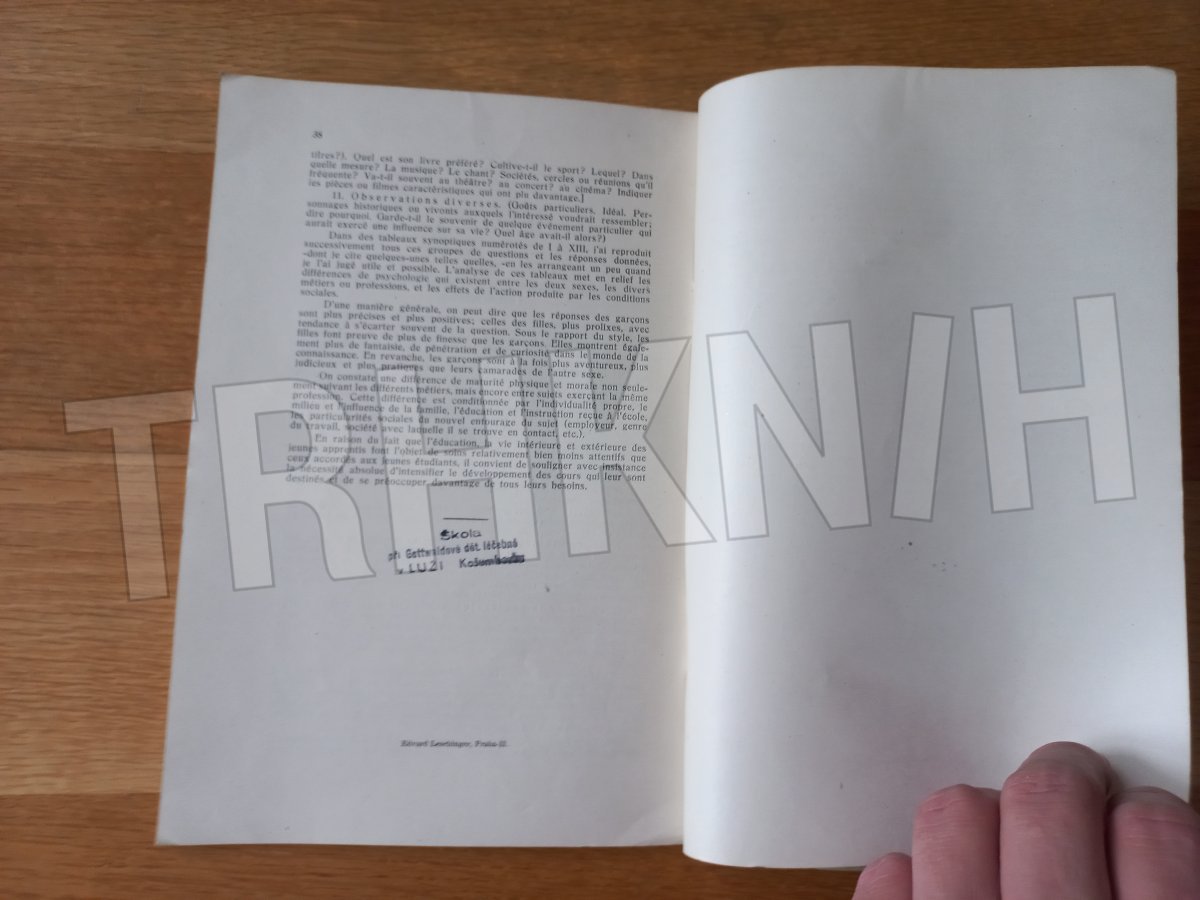 38
titres?). Quel est son livre préféré? Cultive-t-il le sport? Lequel? Dans
quelle mesure? La musique? Le chant? Sociétés, cercles ou réunions qu'il
fréquente? Va-t-il souvent au théâtre? au concert? au cinéma? Indiquer
les pièces ou filmes caractéristiques qui ont plu davantage.]
II. Observations diverses. (Goûts particuliers. Idéal. Per-
sonnages historiques ou vivants auxquels l'intéressé voudrait ressembler;
dire pourquoi. Garde-t-il le souvenir de quelque événement particulier qui
aurait exercé une influence sur sa vie? Quel âge avait-il alors?)
Dans des tableaux synoptiques numérotés de I à XIII, j'ai reproduit
successivement tous ces groupes de questions et les réponses données,
-dont je cite quelques-unes telles quelles, -en les arrangeant un peu quand
je l'ai jugé utile et possible. L'analyse de ces tableaux met en relief les
différences de psychologie qui existent entre les deux sexes, les divers
métiers ou professions, et les effets de l'action produite par les conditions
sociales.
D'une manière générale, on peut dire que les réponses des garçons
sont plus précises et plus positives; celles des filles, plus prolixes, avec
tendance à s'écarter souvent de la question. Sous le rapport du style, les
filles font preuve de plus de finesse que les garçons. Elles montrent égale-
ment plus de fantaisie, de pénétration et de curiosité dans le monde de la
connaissance. En revanche, les garçons sont à la fois plus aventureux, plus
judicieux et plus pratiques que leurs camarades de l'autre sexe.
On constate une différence de maturité physique et morale non seule-
ment suivant les différents métiers, mais encore entre sujets exerçant la même
profession. Cette différence est conditionnée par l'individualité propre, le
milieu et l'influence de la famille, l'éducation et l'instruction reçue à l'école,
les particularités sociales du nouvel entourage du sujet (employeur, genre
du travail, société avec laquelle il se trouve en contact, etc.).
En raison du fait que l'éducation, la vie intérieure et extérieure des
jeunes apprentis font l'objet de soins relativement bien moins attentifs que
ceux accordés aux jeunes étudiants, il convient de souligner avec insistance
la nécessité absolue d'intensifier le développement des cours qui leur sont
destinés et de se préoccuper davantage de tous leurs besoins.
Škola
při Gottwaldově dět. léčebně
v LUŽI Košumberku
Edvard Leschinger, Praha-II.
TRHKNIH